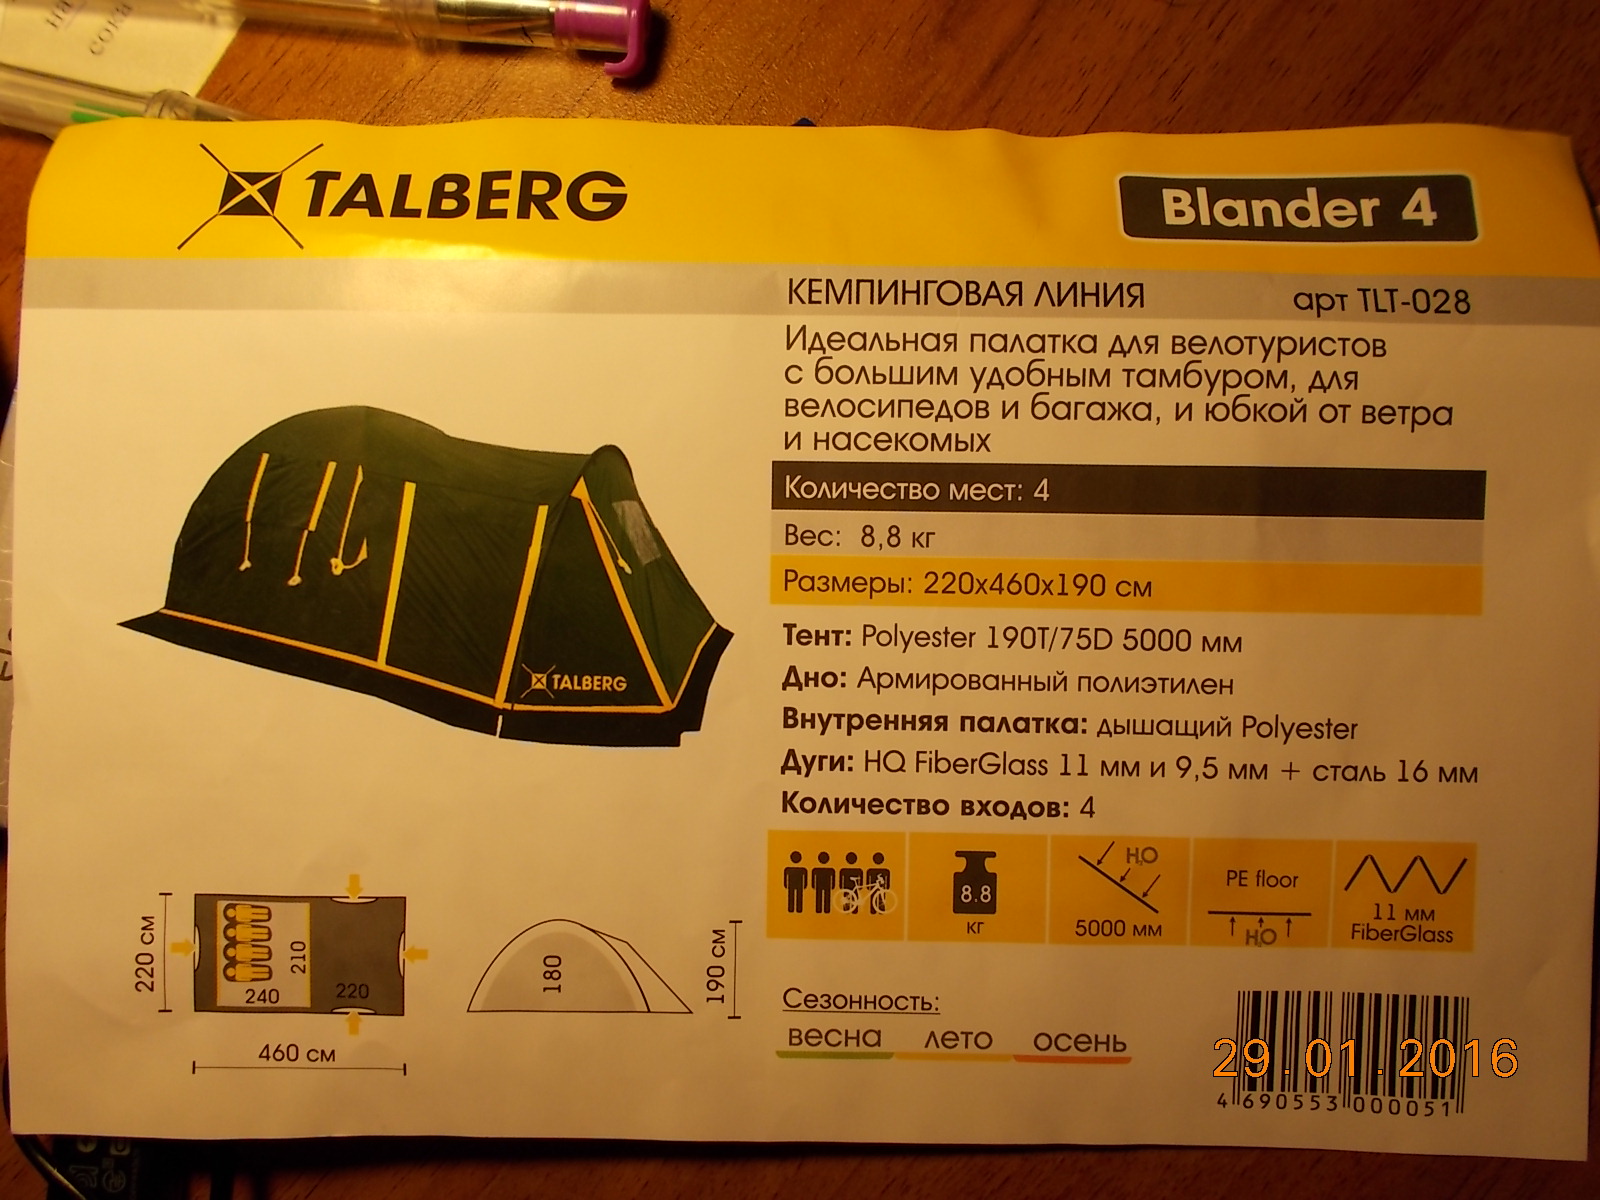 TALBERG
Blander 4
КЕМПИНГОВАЯ ЛИНИЯ
арт TLT-028
Идеальная палатка для велотуристов
с большим удобным тамбуром, для
велосипедов и багажа, и юбкой от ветра
и насекомых
Количество мест: 4
Вес: 8,8 кг
Размеры: 220x460x190 см
Тент: Polyester 190T/75D 5000 мм
Дно: Армированный полиэтилен
Внутренняя палатка: дышащий Polyester
Дуги: HQ FiberGlass 11 мм и 9,5 мм + сталь 16 мм
Количество входов: 4
TALBERG
8.8
кг
H₂O
5000 мм
PE floor
H₂O
11 мм
FiberGlass
220 см
210
240
220
460 см
180
190 см
Сезонность:
весна лето осень
29.01.2016
4 690553 000051